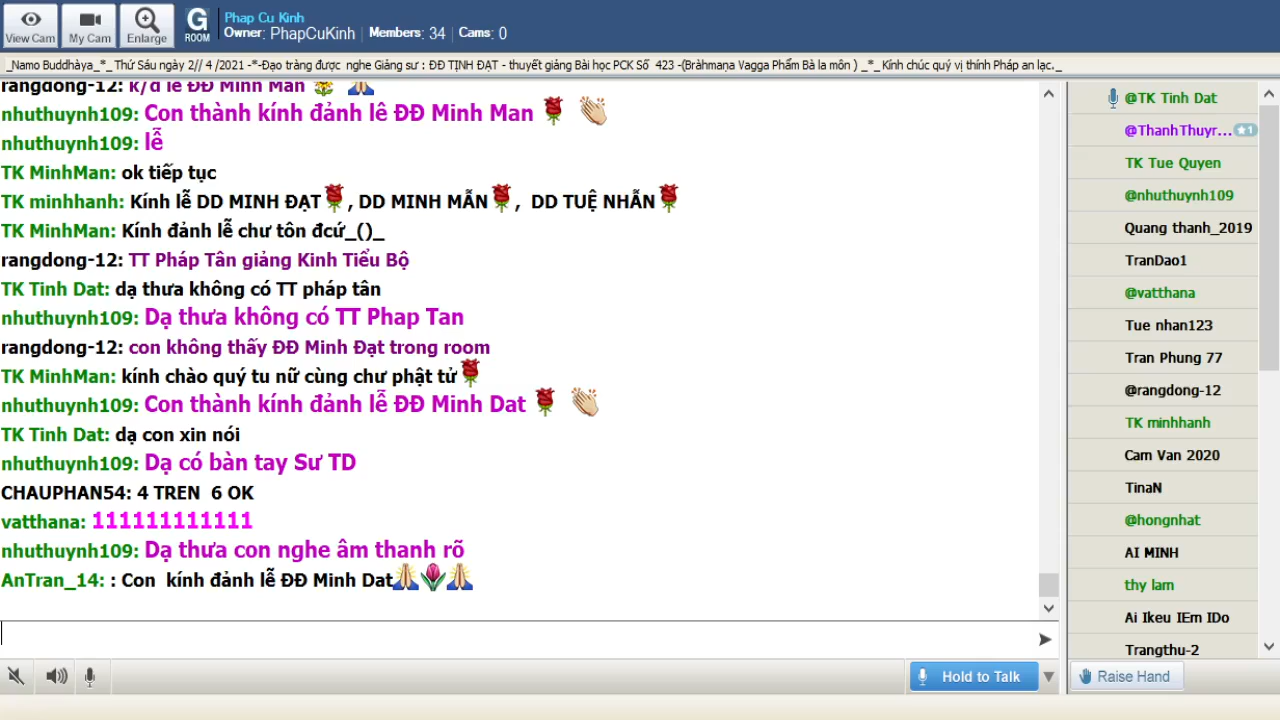 View Cam
My Cam
Enlarge
G
ROOM
Phap Cu Kinh
Owner: PhapCuKinh | Members: 34 | Cams: 0
_Namo Buddhàya_*_ Thứ Sáu ngày 2// 4 /2021 -*-Đạo tràng được nghe Giảng sư : ĐĐ TỊNH ĐẠT - thuyết giảng Bài học PCK Số 423 -(Bràhmaṇa Vagga Phẩm Bà la môn ) _*_Kính chúc quý vị thính Pháp an lạc._
rangdong-12: k/d lễ ĐĐ Minh Man
nhuthuynh109: Con thành kính đảnh lê ĐĐ Minh Man
nhuthuynh109: lễ
TK MinhMan: ok tiếp tục
TK minhhanh: Kính lễ DD MINH ĐẠT, DD MINH MẪN, DD TUỆ NHẪN
TK MinhMan: Kính đảnh lễ chư tôn đcứ_()_
rangdong-12: TT Pháp Tân giảng Kinh Tiểu Bộ
TK Tinh Dat: dạ thưa không có TT pháp tân
nhuthuynh109: Dạ thưa không có TT Phap Tan
rangdong-12: con không thấy ĐĐ Minh Đạt trong room
TK MinhMan: kính chào quý tu nữ cùng chư phật tử
nhuthuynh109: Con thành kính đảnh lễ ĐĐ Minh Dat
TK Tinh Dat: dạ con xin nói
nhuthuynh109: Dạ có bàn tay Sư TD
CHAUPHAN54: 4 TREN 6 OK
vatthana: 111111111111
nhuthuynh109: Dạ thưa con nghe âm thanh rõ
AnTran_14: : Con kính đảnh lễ ĐĐ Minh Dat
Hold to Talk
@TK Tinh Dat
@ThanhThuyr... ★1
TK Tue Quyen
@nhuthuynh109
Quang thanh_2019
TranDao1
@vatthana
Tue nhan123
Tran Phung 77
@rangdong-12
TK minhhanh
Cam Van 2020
TinaN
@hongnhat
AI MINH
thy lam
Ai Ikeu IEm IDo
Trangthu-2
Raise Hand